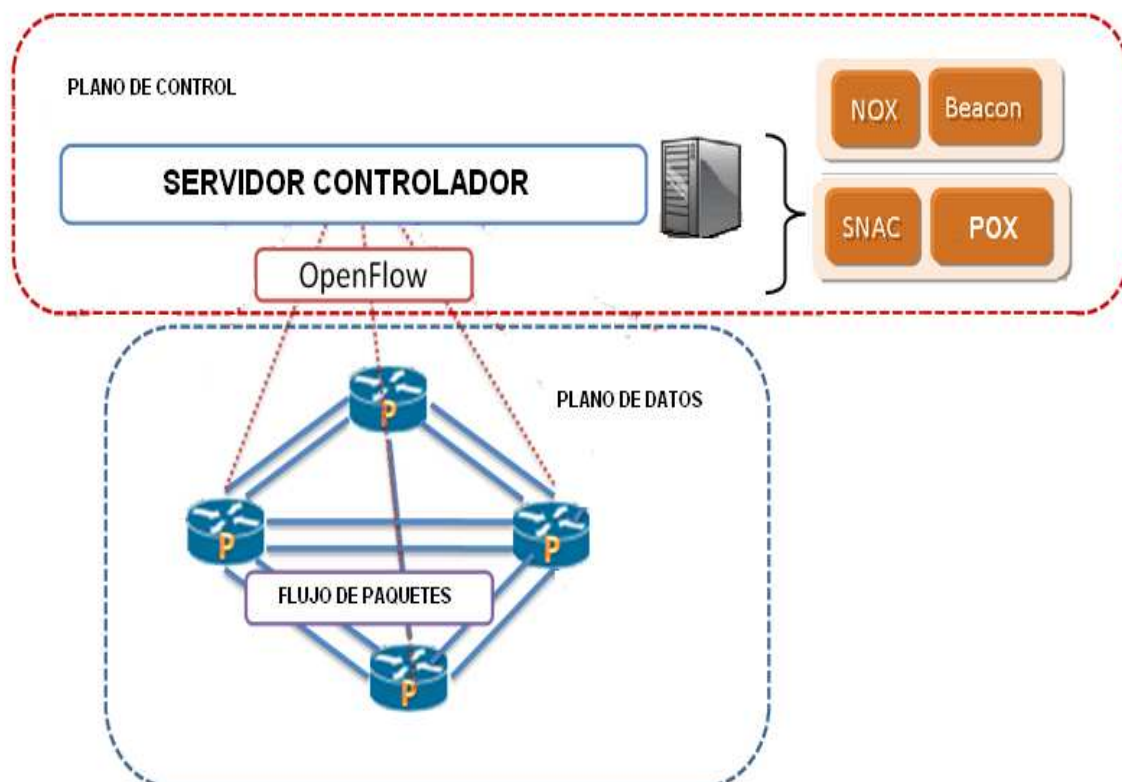 PLANO DE CONTROL
NOX
Beacon
SERVIDOR CONTROLADOR
SNAC
POX
OpenFlow
PLANO DE DATOS
P
P
P
FLUJO DE PAQUETES
P